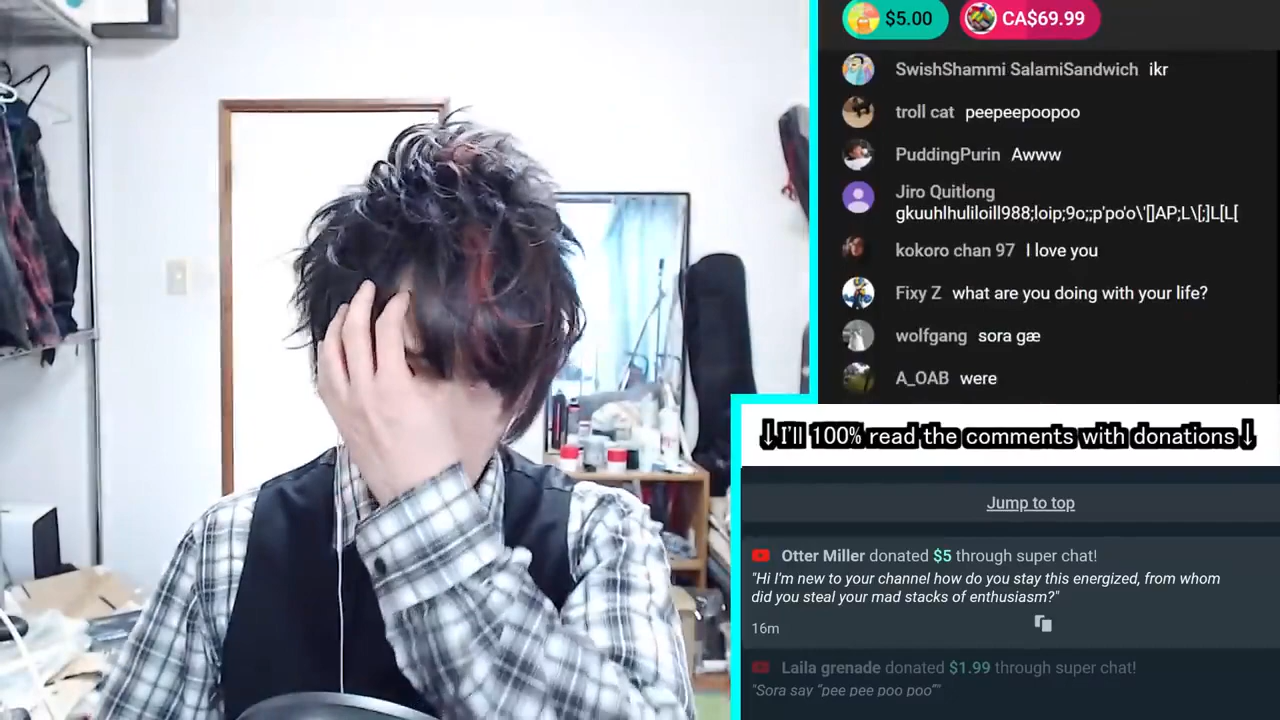 $5.00
CA$69.99
SwishShammi SalamiSandwich ikr
troll cat peepeepoopoo
PuddingPurin Awww
Jiro Quitlong
gkuuhlhuliloill988;loip;9o;;p'po'o\'[]AP;L\[;]L[L[
kokoro chan 97 I love you
Fixy Z what are you doing with your life?
wolfgang sora gæ
A_OAB were
↓I'll 100% read the comments with donations↓
Jump to top
Otter Miller donated $5 through super chat!
"Hi I'm new to your channel how do you stay this energized, from whom
did you steal your mad stacks of enthusiasm?"
16m
Laila grenade donated $1.99 through super chat!
"Sora say “pee pee poo poo”"